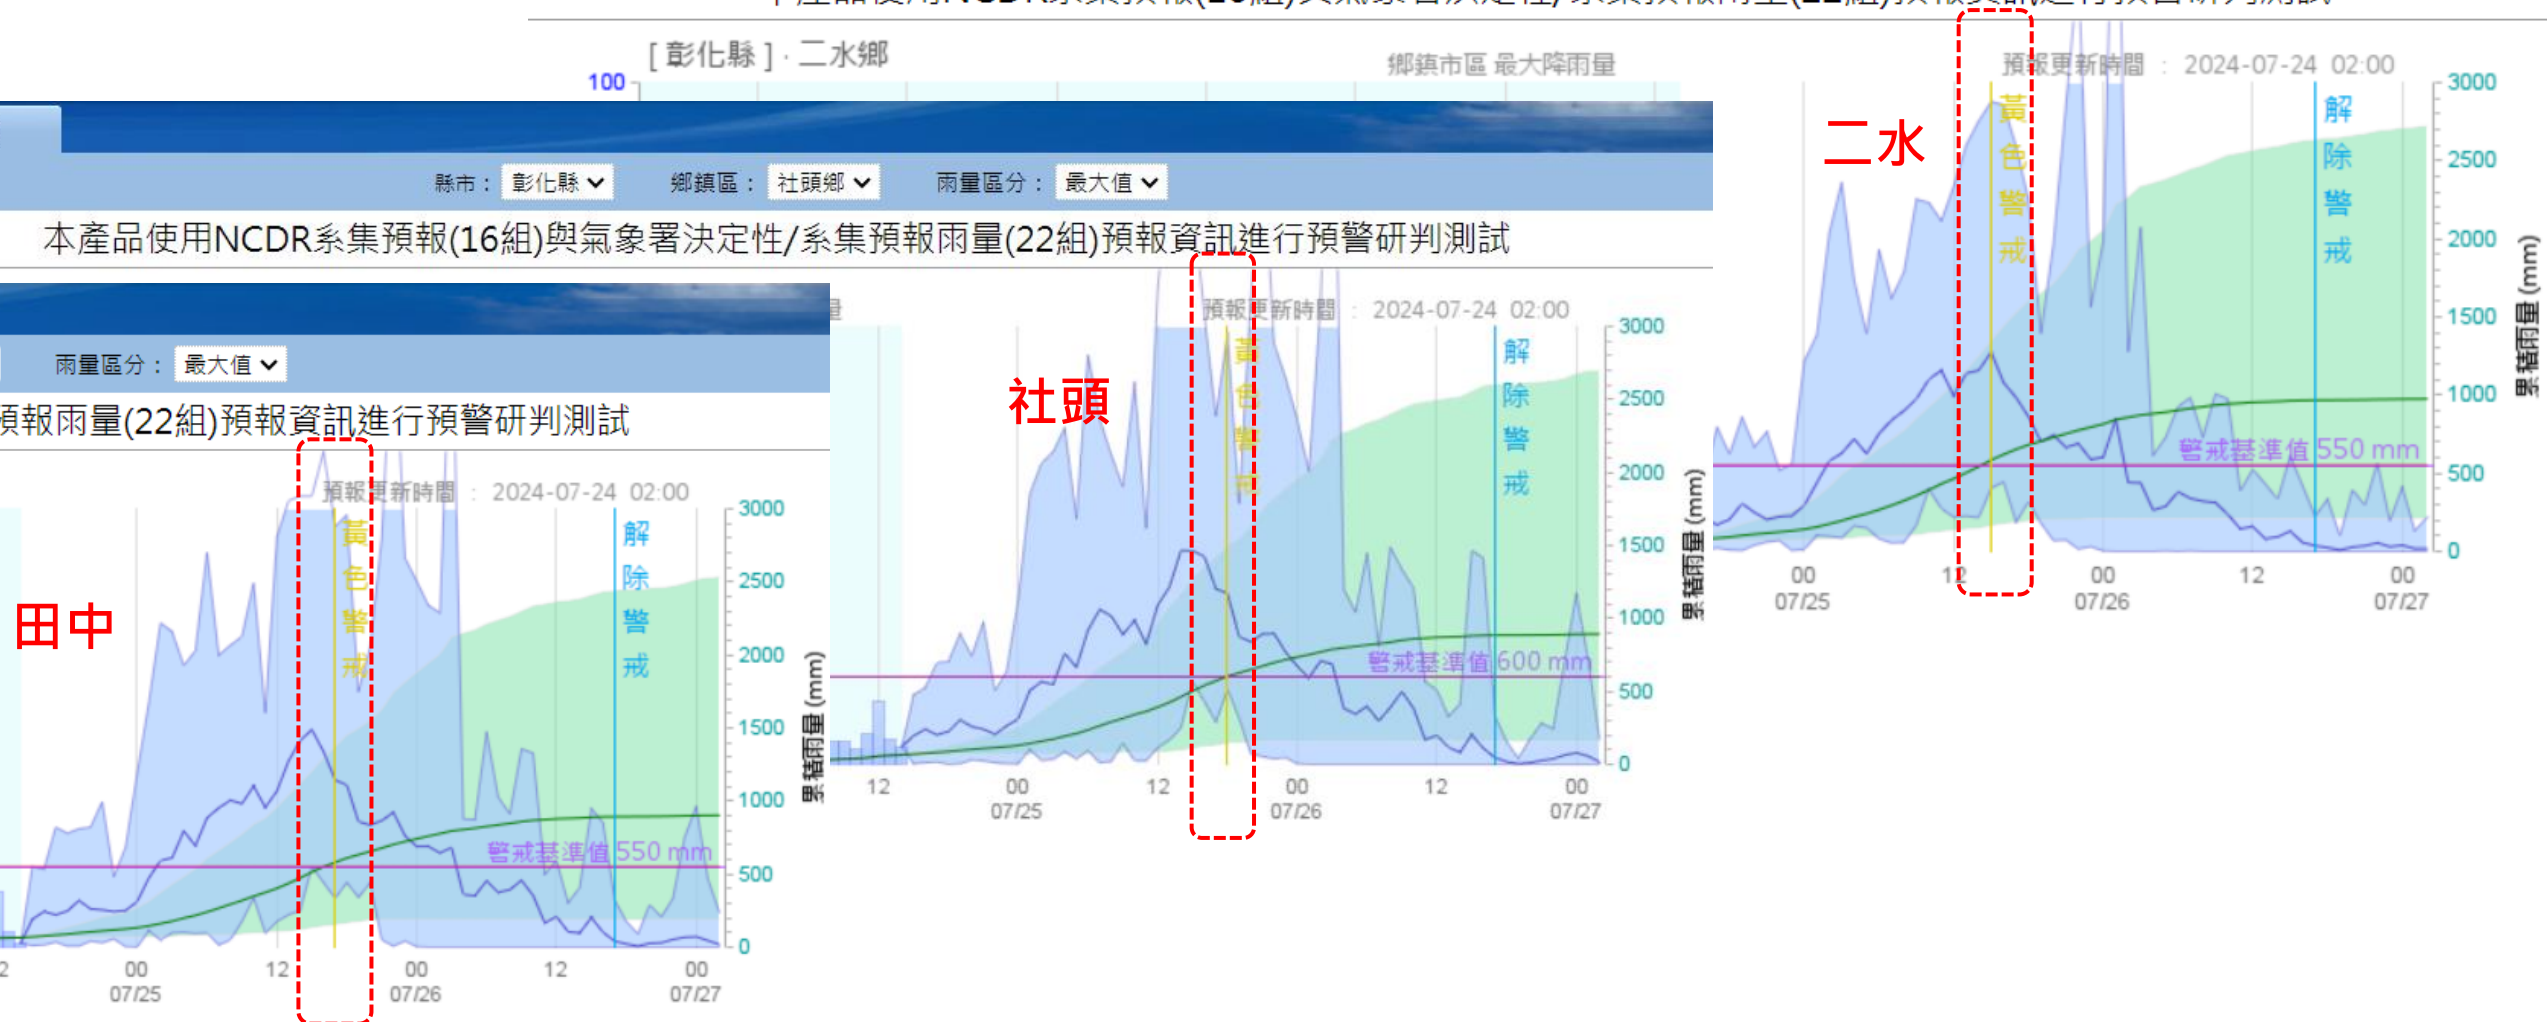 [ 彰化縣 ]‧二水鄉
鄉鎮市區 最大降雨量
預報更新時間 : 2024-07-24 02:00
100
3000
2500
2000
1500
1000
500
0
累積雨量 (mm)
二水
黃色警戒
解除警戒
警戒基準值 550 mm
00
12
00
12
00
07/25
07/26
07/27
縣市: 彰化縣
鄉鎮區: 社頭鄉
雨量區分: 最大值
本產品使用NCDR系集預報(16組)與氣象署決定性/系集預報雨量(22組)預報資訊進行預警研判測試
量
預報更新時間 : 2024-07-24 02:00
社頭
黃色警戒
解除警戒
警戒基準值 600 mm
3000
2500
2000
1500
1000
500
0
累積雨量 (mm)
12
00
12
00
12
00
07/25
07/26
07/27
雨量區分: 最大值
預報雨量(22組)預報資訊進行預警研判測試
預報更新時間 : 2024-07-24 02:00
田中
黃色警戒
解除警戒
警戒基準值 550 mm
3000
2500
2000
1500
1000
500
0
累積雨量 (mm)
2
00
12
00
12
00
07/25
07/26
07/27